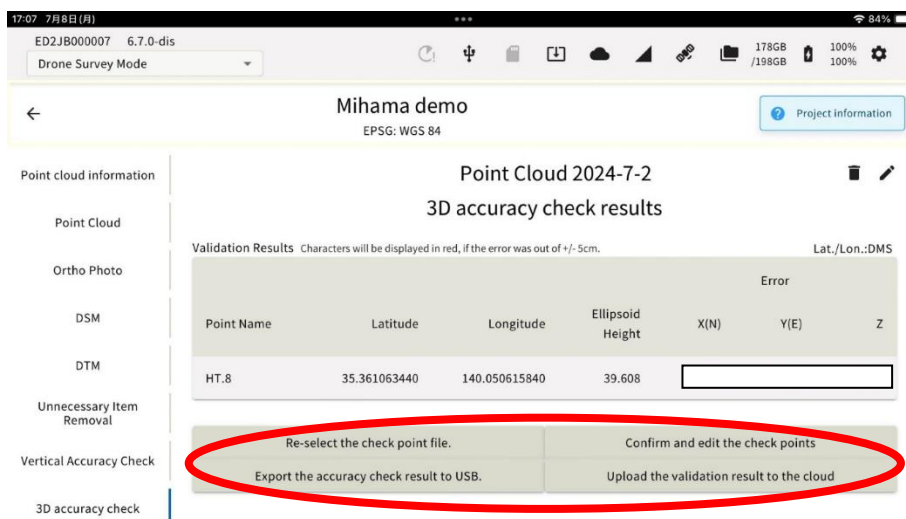 17:07 7月8日(月)
84%
ED2JB000007 6.7.0-dis
Drone Survey Mode
178GB
/198GB
100%
100%
Mihama demo
EPSG: WGS 84
Project information
Point cloud information
Point Cloud
Ortho Photo
DSM
DTM
Unnecessary Item
Removal
Vertical Accuracy Check
3D accuracy check
Point Cloud 2024-7-2
3D accuracy check results
Validation Results Characters will be displayed in red, if the error was out of +/- 5cm.
Lat./Lon.:DMS
Error
Point Name Latitude Longitude Ellipsoid Height X(N) Y(E) Z
HT.8 35.361063440 140.050615840 39.608
Re-select the check point file. Confirm and edit the check points
Export the accuracy check result to USB. Upload the validation result to the cloud